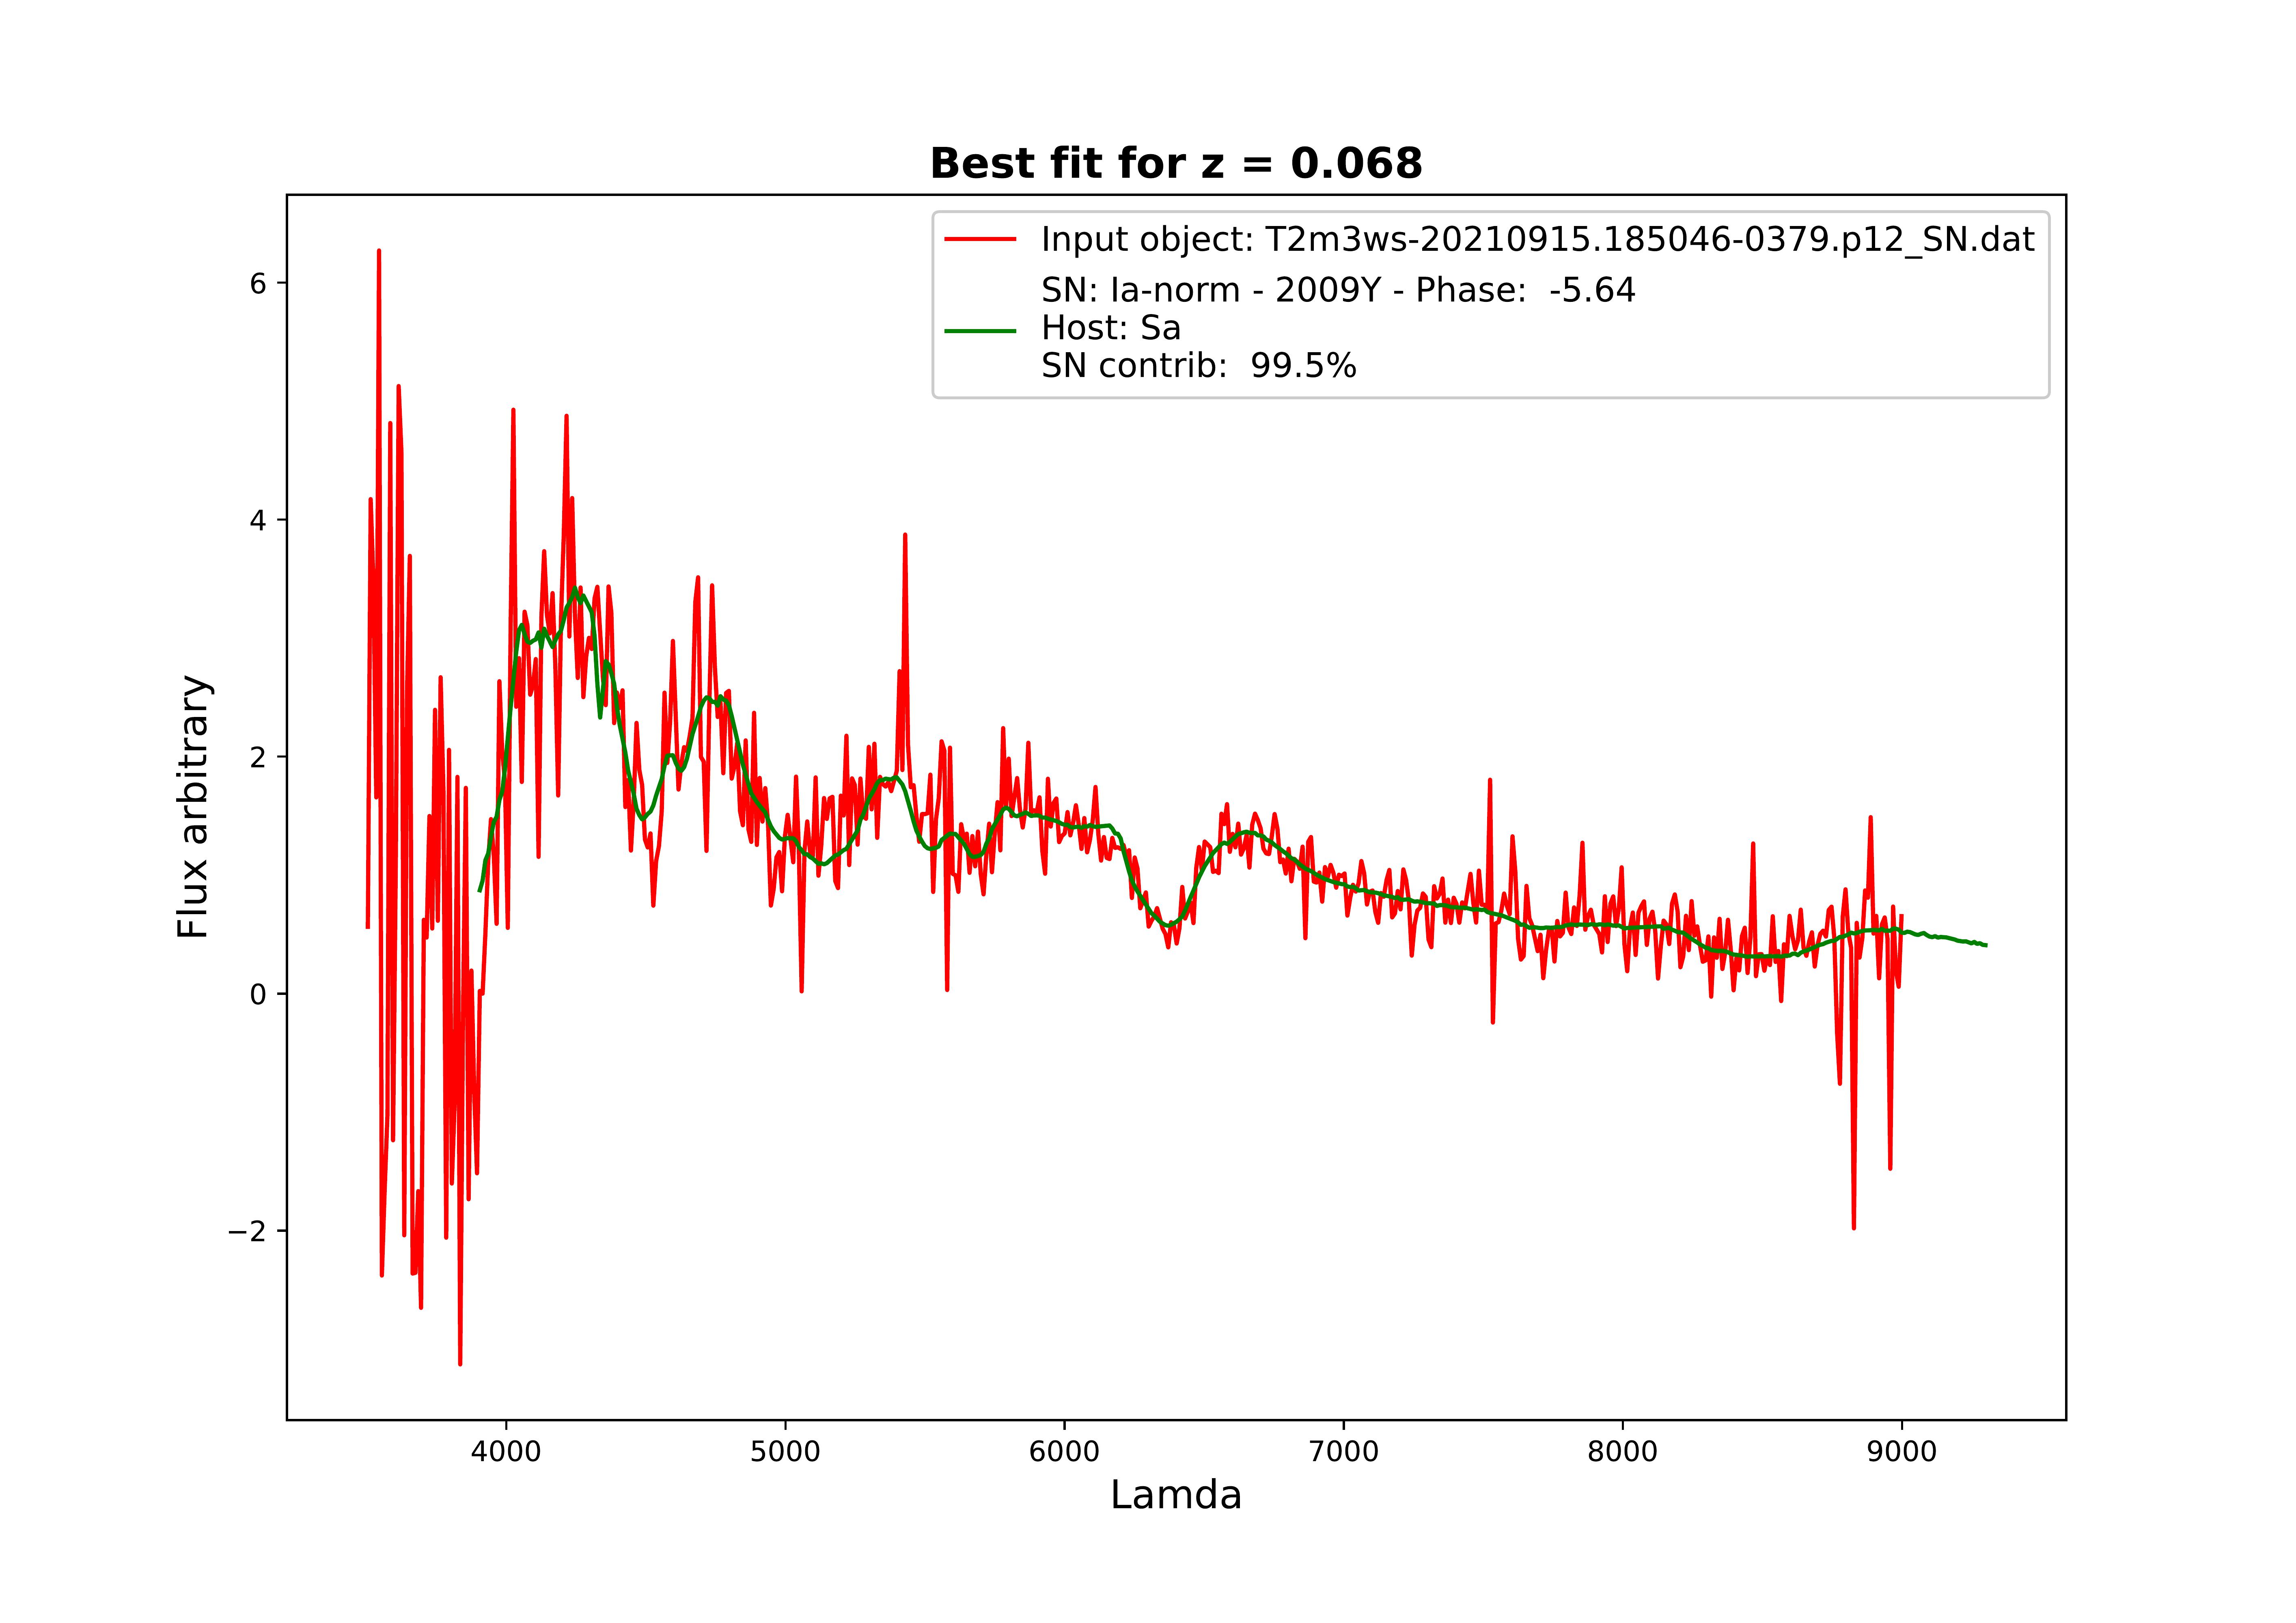 Best fit for z = 0.068
Input object: T2m3ws-20210915.185046-0379.p12_SN.dat
SN: Ia-norm - 2009Y - Phase:  -5.64
Host: Sa
SN contrib:  99.5%
Flux arbitrary
6
4
2
0
−2
4000 5000 6000 7000 8000 9000
Lamda